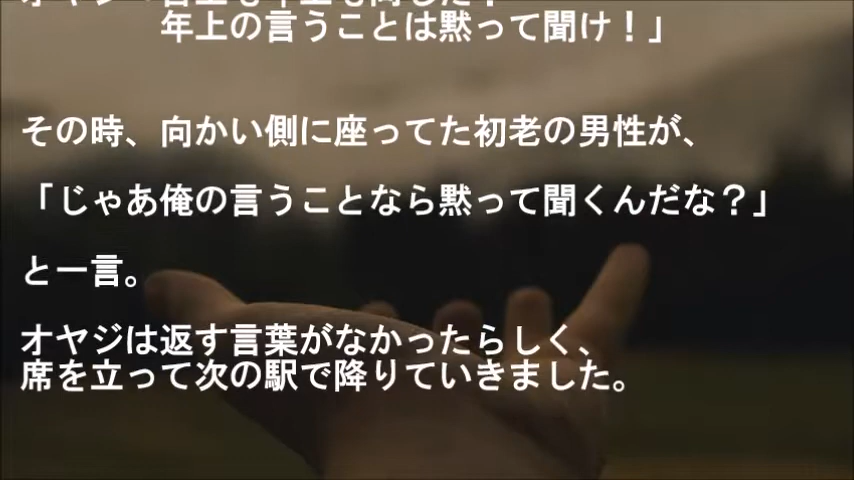 年上の言うことは黙って聞け！」
その時、向かい側に座ってた初老の男性が、
「じゃあ俺の言うことなら黙って聞くんだな？」
と一言。
オヤジは返す言葉がなかったらしく、
席を立って次の駅で降りていきました。